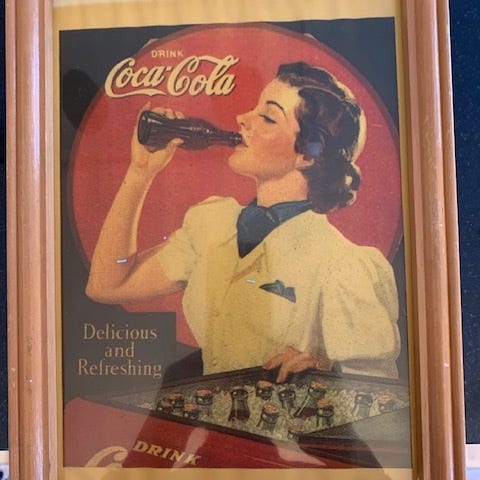 DRINK
Coca-Cola
Delicious
and
Refreshing
DRINK